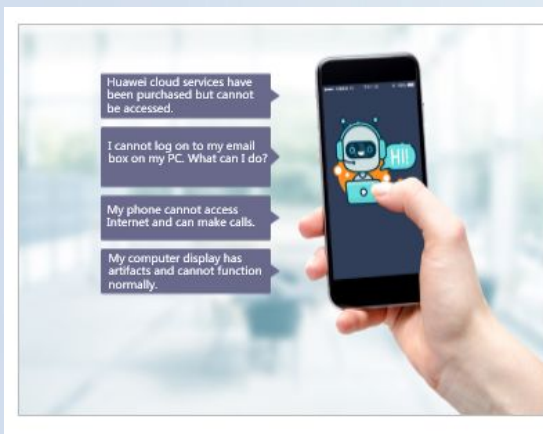 Huawei cloud services have
been purchased but cannot
be accessed.
I cannot log on to my email
box on my PC. What can I do?
My phone cannot access
Internet and can make calls.
My computer display has
artifacts and cannot function
normally.
HI!